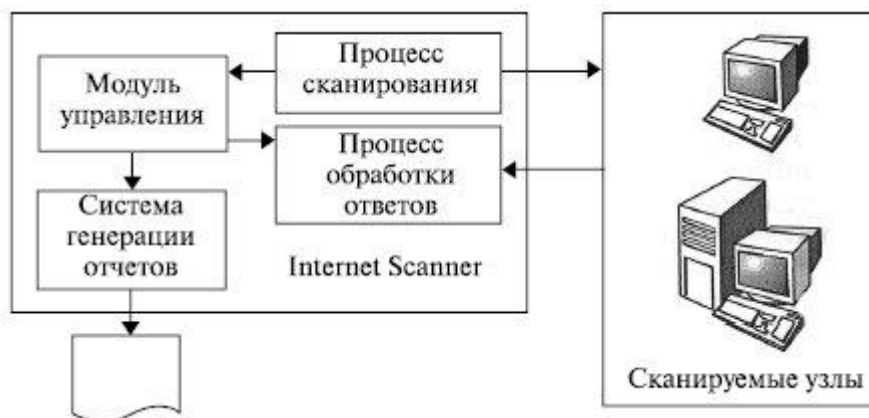 Процесс
сканирования
Модуль
управления
Процесс
обработки
ответов
Система
генерации
отчетов
Internet Scanner
Сканируемые узлы